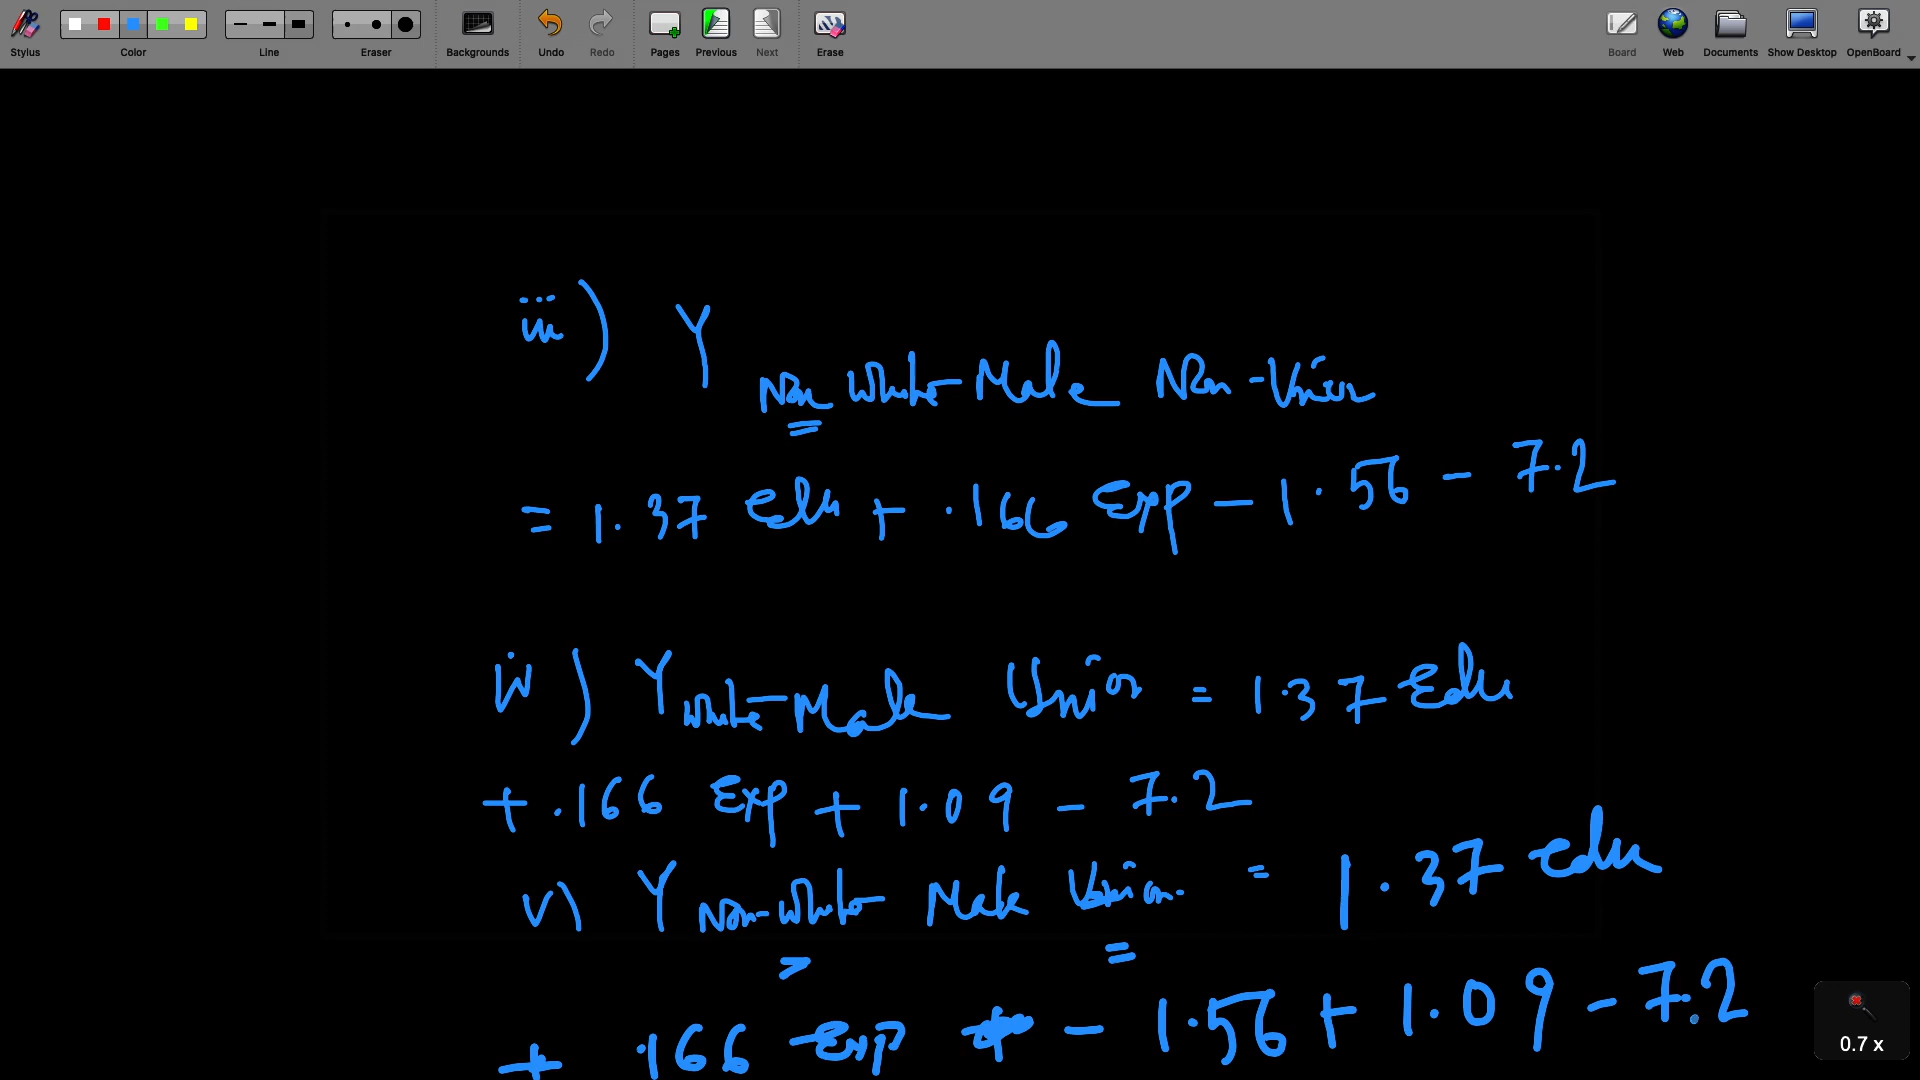 Stylus Color Line Eraser Backgrounds Undo Redo Pages Previous Next Erase Board Web Documents Show Desktop OpenBoard
iii) Y Non White-Male Non-Union
= 1.37 Edu + .166 Exp - 1.56 - 7.2
iv) Y White-Male Union = 1.37 Edu
+ .166 Exp + 1.09 - 7.2
v) Y Non-White Male Union = 1.37 Edu
+ .166 Exp - 1.56 + 1.09 - 7.2
0.7 x